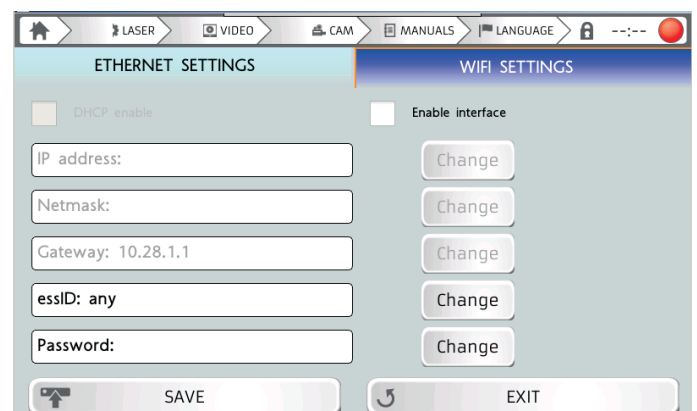 LASER VIDEO CAM MANUALS LANGUAGE --:--
ETHERNET SETTINGS WIFI SETTINGS
DHCP enable Enable interface
IP address: Change
Netmask: Change
Gateway: 10.28.1.1 Change
essID: any Change
Password: Change
SAVE EXIT